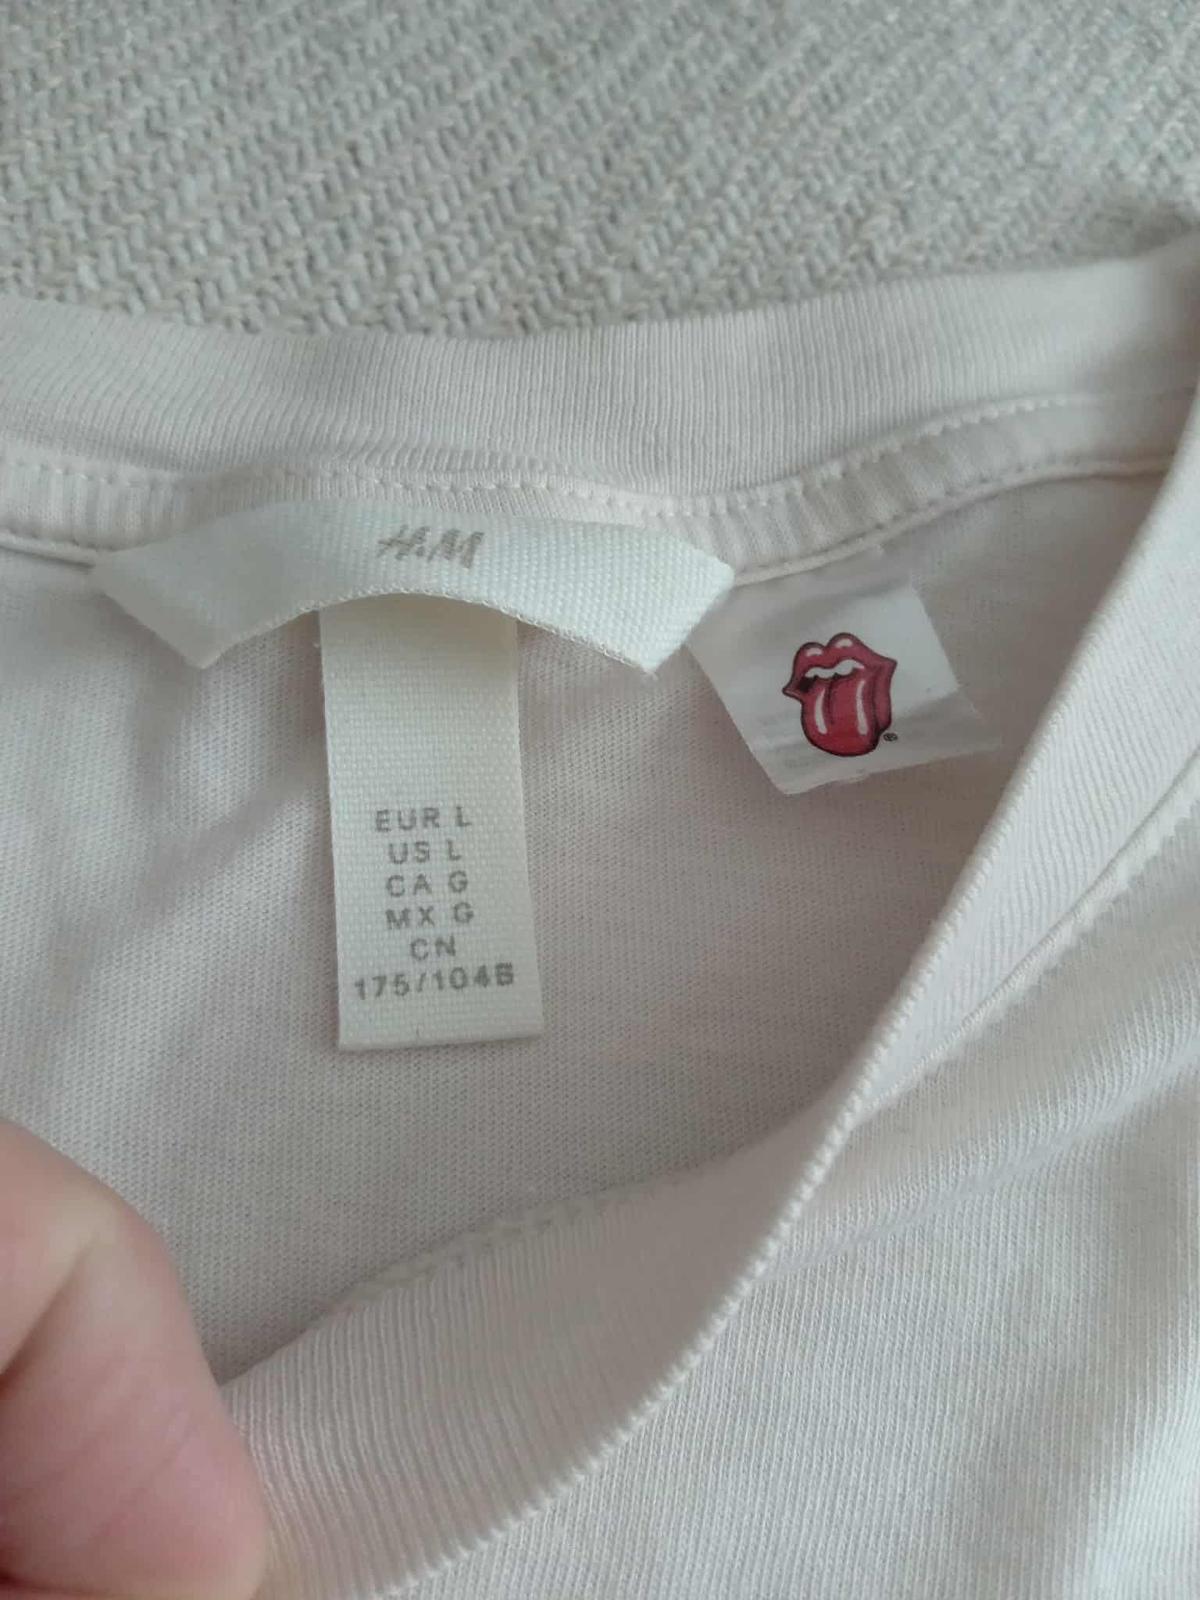 H&M
EUR L
US L
CA G
MX G
CN
175/104B
®